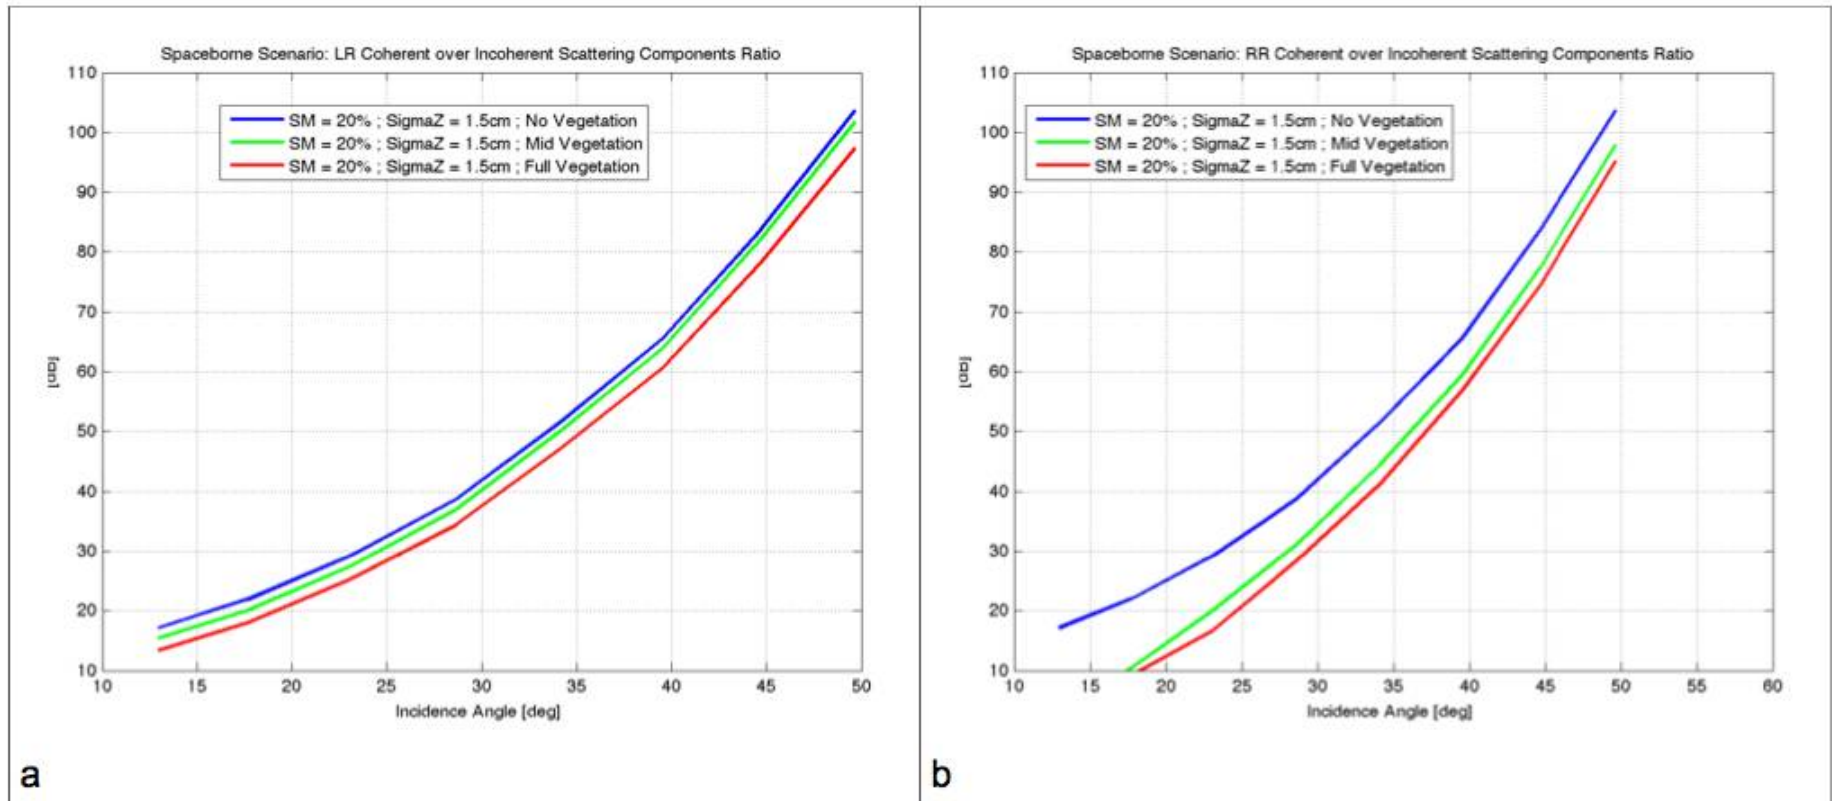 Spaceborne Scenario: LR Coherent over Incoherent Scattering Components Ratio
110
100
90
80
70
60
50
40
30
20
10
SM = 20% ; SigmaZ = 1.5cm ; No Vegetation
SM = 20% ; SigmaZ = 1.5cm ; Mid Vegetation
SM = 20% ; SigmaZ = 1.5cm ; Full Vegetation
10 15 20 25 30 35 40 45 50
Incidence Angle [deg]
a
Spaceborne Scenario: RR Coherent over Incoherent Scattering Components Ratio
110
100
90
80
70
60
50
40
30
20
10
SM = 20% ; SigmaZ = 1.5cm ; No Vegetation
SM = 20% ; SigmaZ = 1.5cm ; Mid Vegetation
SM = 20% ; SigmaZ = 1.5cm ; Full Vegetation
10 15 20 25 30 35 40 45 50 55 60
Incidence Angle [deg]
b